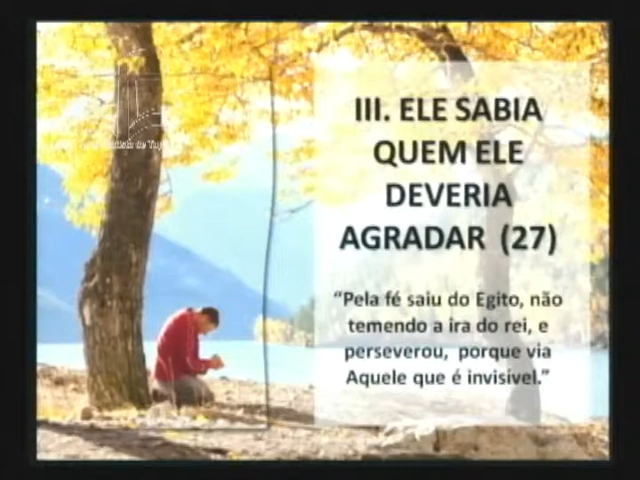 III. ELE SABIA
QUEM ELE
DEVERIA
AGRADAR (27)
“Pela fé saiu do Egito, não
temendo a ira do rei, e
perseverou, porque via
Aquele que é invisível.”